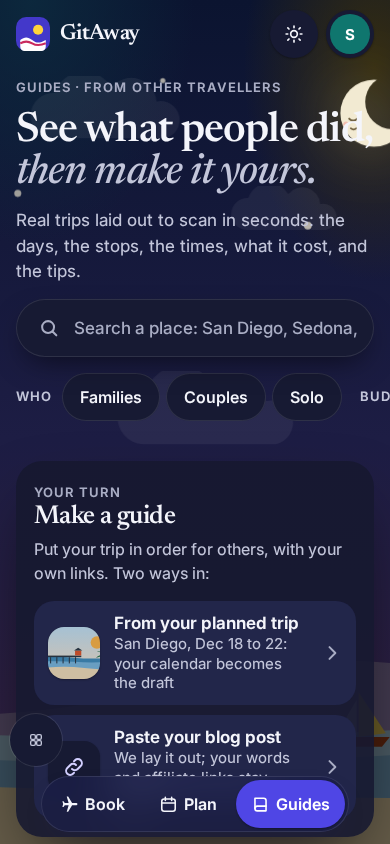 GitAway
S
GUIDES · FROM OTHER TRAVELLERS
See what people did,
then make it yours.
Real trips laid out to scan in seconds: the
days, the stops, the times, what it cost, and
the tips.
Search a place: San Diego, Sedona,
WHO
Families
Couples
Solo
BUD
YOUR TURN
Make a guide
Put your trip in order for others, with your
own links. Two ways in:
From your planned trip
San Diego, Dec 18 to 22:
your calendar becomes
the draft
Paste your blog post
We lay it out; your words
and affiliate links stay
Book
Plan
Guides